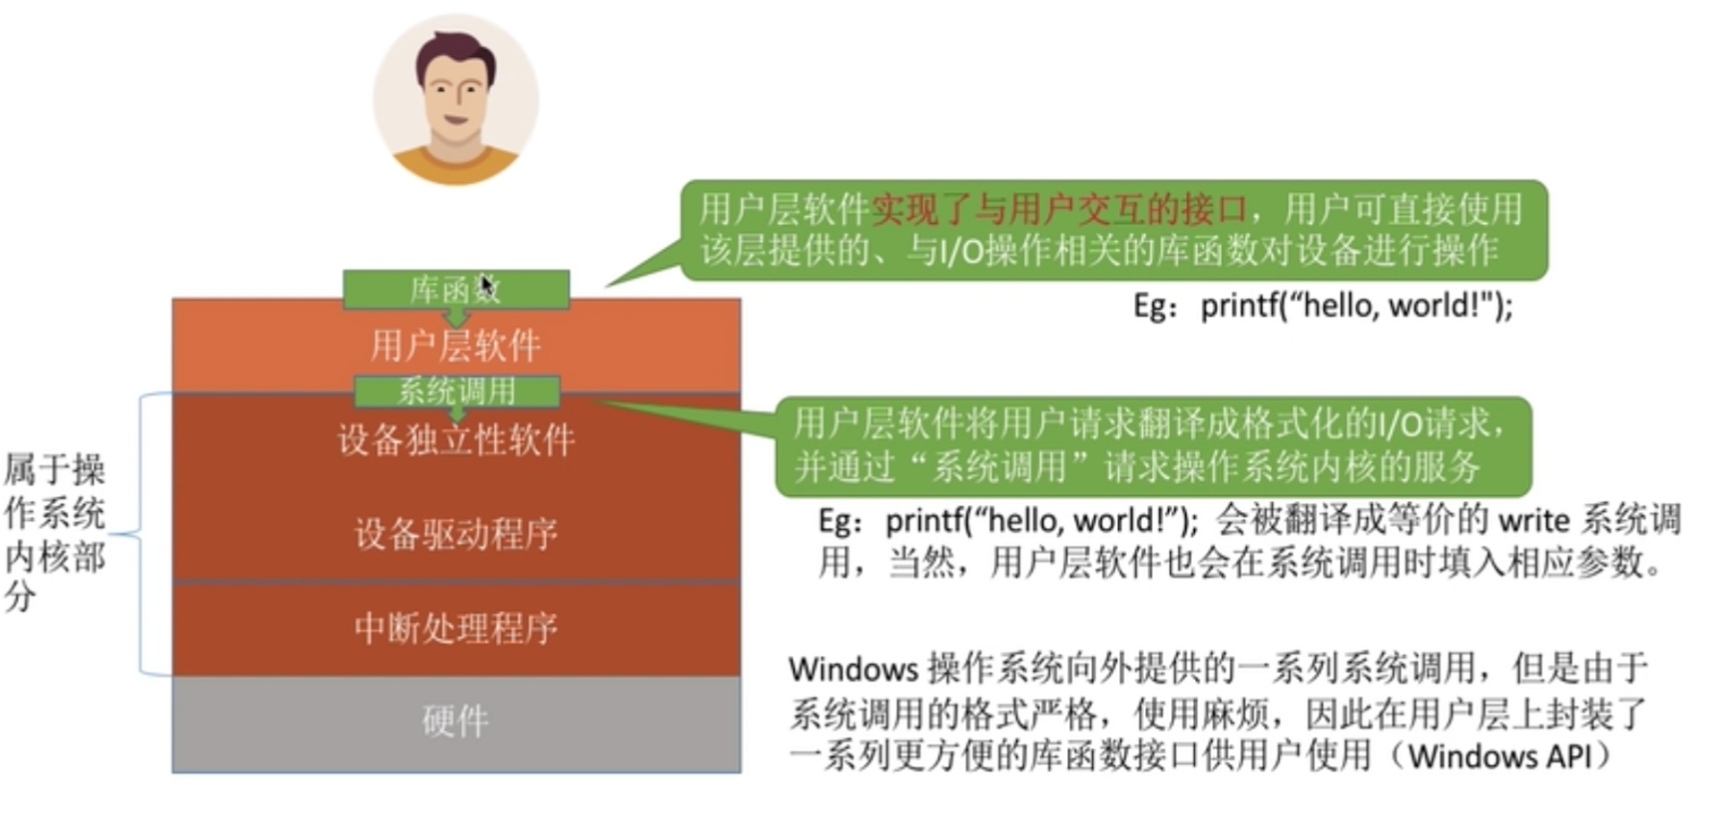 用户层软件实现了与用户交互的接口，用户可直接使用
该层提供的、与I/O操作相关的库函数对设备进行操作
Eg：printf(“hello, world!");
库函数
用户层软件
系统调用
设备独立性软件
设备驱动程序
中断处理程序
硬件
属于操
作系统
内核部
分
用户层软件将用户请求翻译成格式化的I/O请求，
并通过“系统调用”请求操作系统内核的服务
Eg：printf(“hello, world!”); 会被翻译成等价的 write 系统调
用，当然，用户层软件也会在系统调用时填入相应参数。
Windows 操作系统向外提供的一系列系统调用，但是由于
系统调用的格式严格，使用麻烦，因此在用户层上封装了
一系列更方便的库函数接口供用户使用（Windows API）